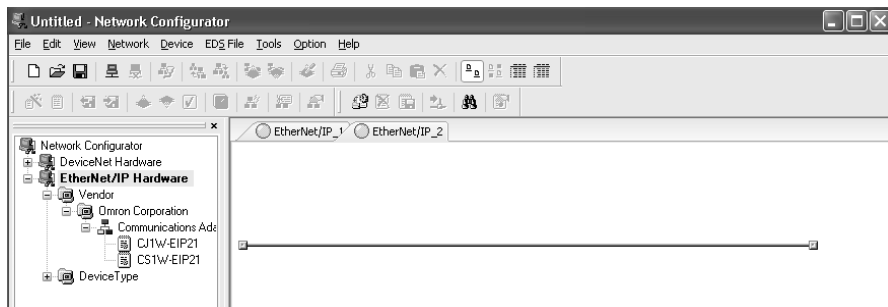 Untitled - Network Configurator
File Edit View Network Device EDS File Tools Option Help
EtherNet/IP_1 EtherNet/IP_2
Network Configurator
DeviceNet Hardware
EtherNet/IP Hardware
Vendor
Omron Corporation
Communications Ada
CJ1W-EIP21
CS1W-EIP21
DeviceType